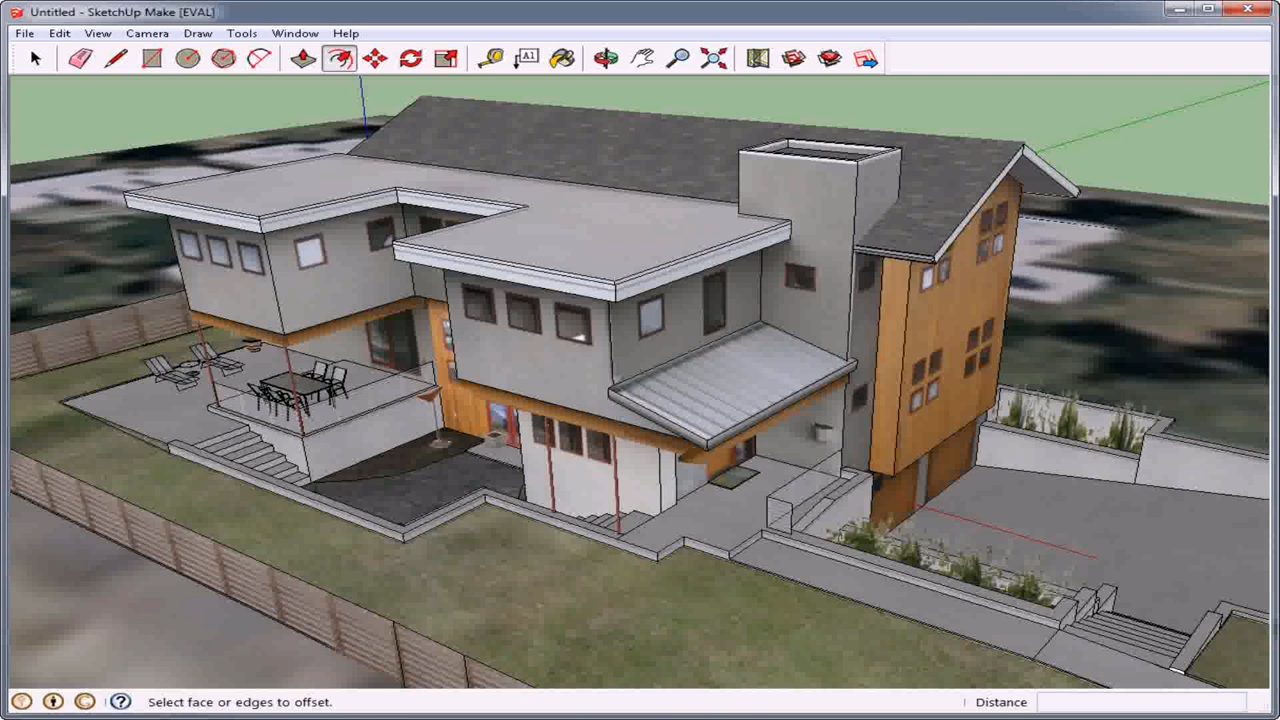 Untitled - SketchUp Make [EVAL]
File Edit View Camera Draw Tools Window Help
A1
Select face or edges to offset. Distance